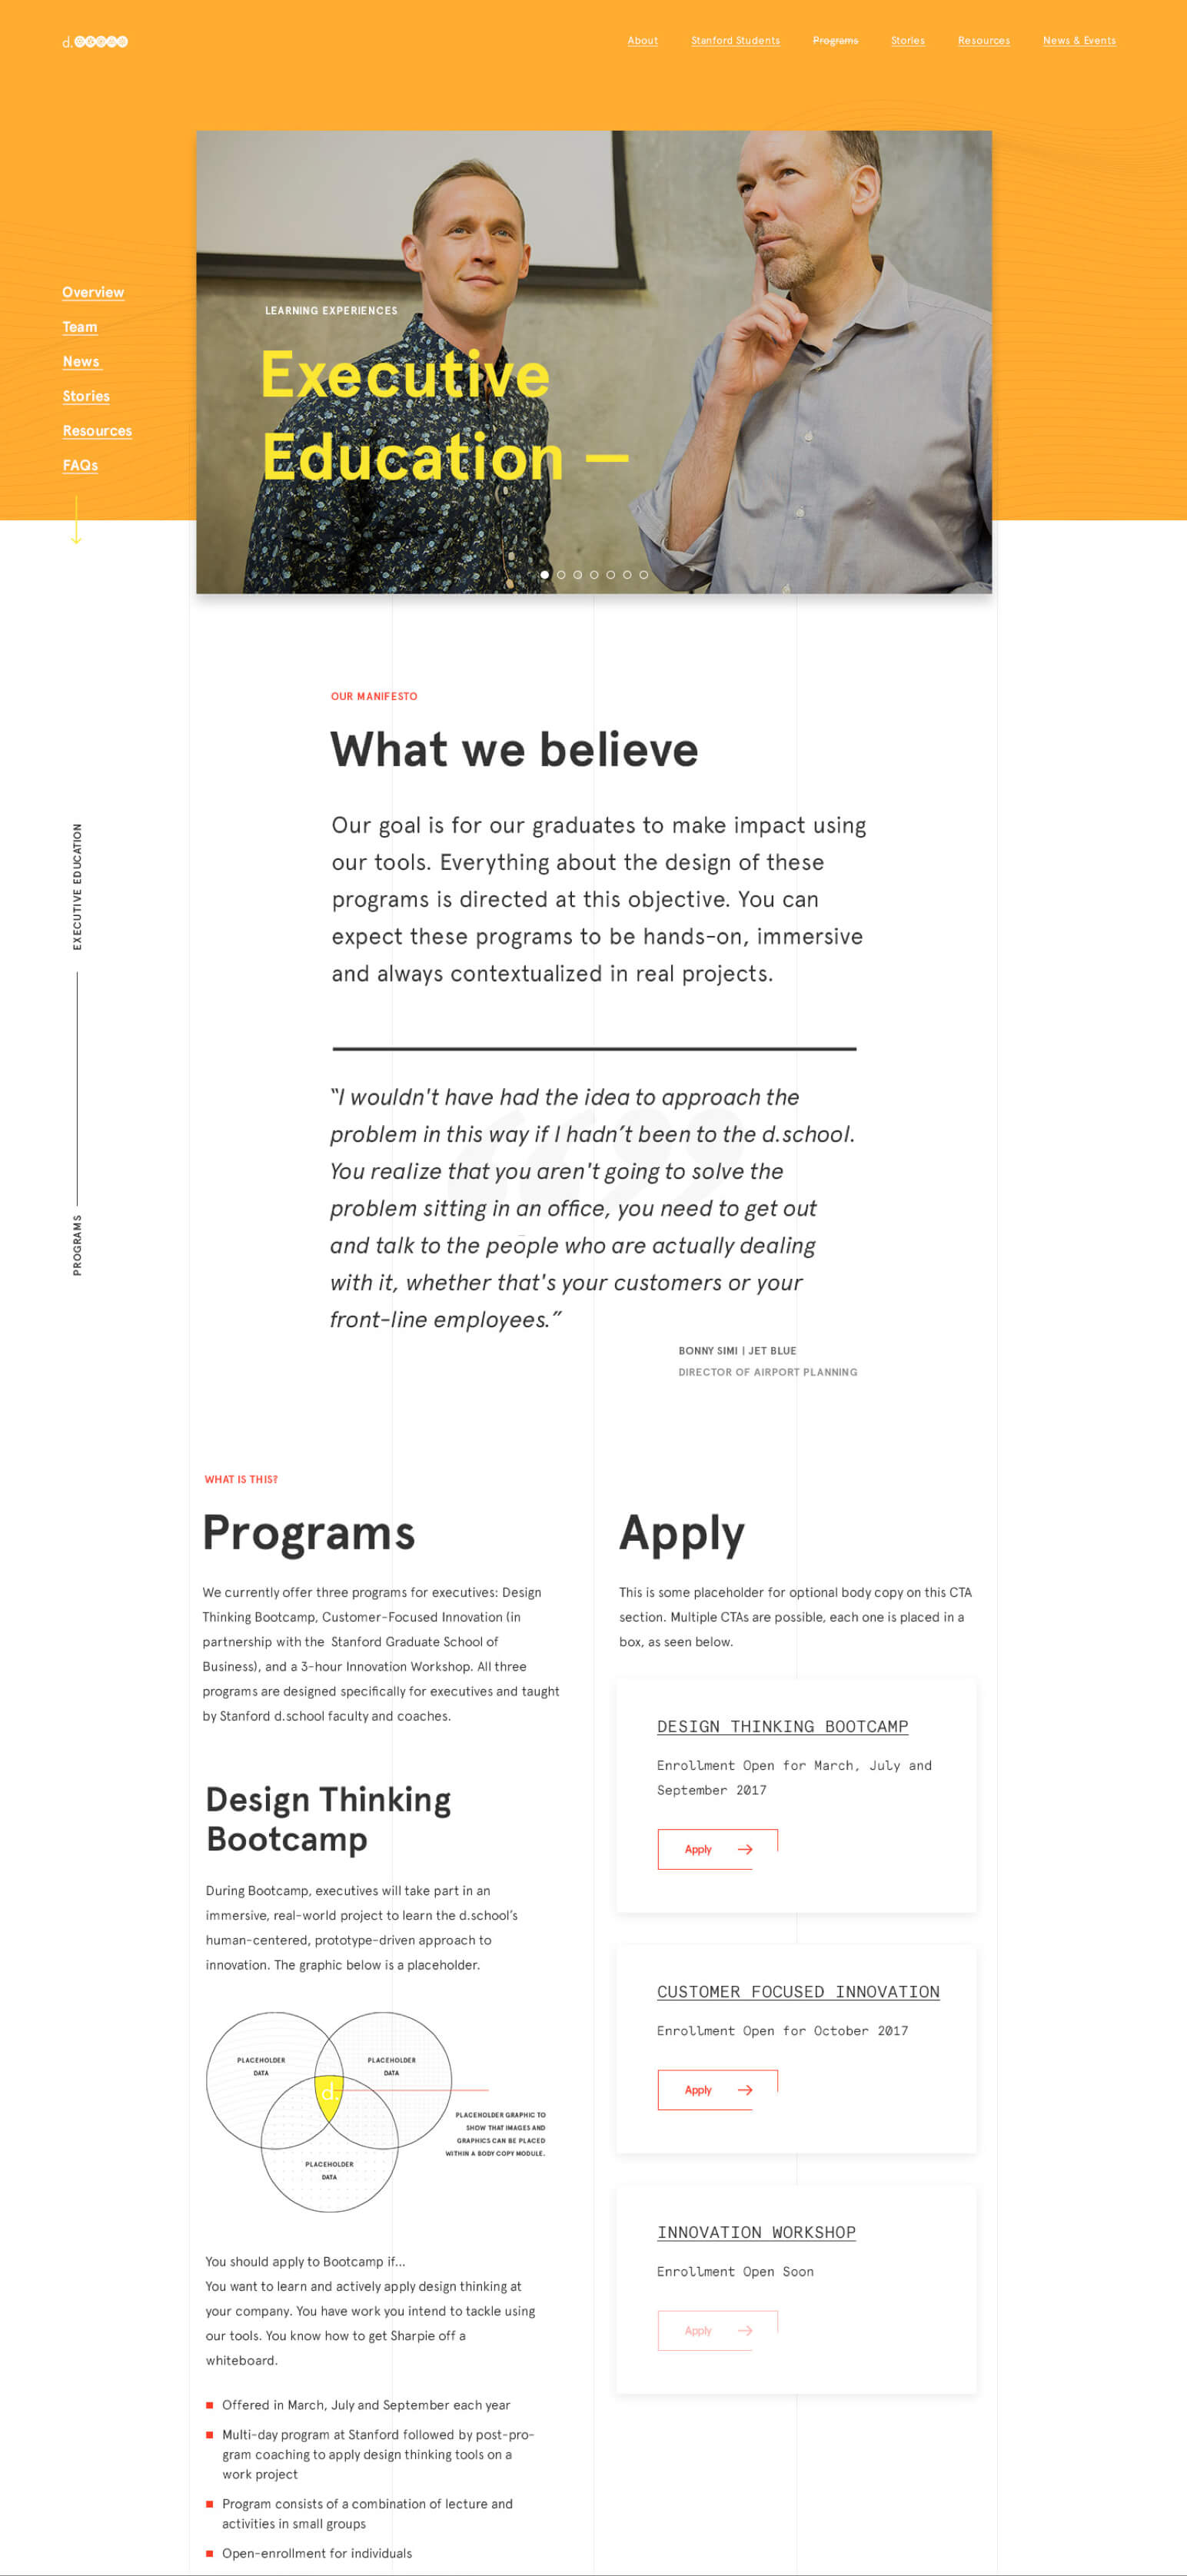 d.
About Stanford Students Programs Stories Resources News & Events
Overview
Team
News
Stories
Resources
FAQs
LEARNING EXPERIENCES
Executive
Education —
OUR MANIFESTO
What we believe
Our goal is for our graduates to make impact using
our tools. Everything about the design of these
programs is directed at this objective. You can
expect these programs to be hands-on, immersive
and always contextualized in real projects.
EXECUTIVE EDUCATION
PROGRAMS
“I wouldn't have had the idea to approach the
problem in this way if I hadn’t been to the d.school.
You realize that you aren't going to solve the
problem sitting in an office, you need to get out
and talk to the people who are actually dealing
with it, whether that's your customers or your
front-line employees.”
BONNY SIMI | JET BLUE
DIRECTOR OF AIRPORT PLANNING
WHAT IS THIS?
Programs
We currently offer three programs for executives: Design
Thinking Bootcamp, Customer-Focused Innovation (in
partnership with the Stanford Graduate School of
Business), and a 3-hour Innovation Workshop. All three
programs are designed specifically for executives and taught
by Stanford d.school faculty and coaches.
Design Thinking
Bootcamp
During Bootcamp, executives will take part in an
immersive, real-world project to learn the d.school’s
human-centered, prototype-driven approach to
innovation. The graphic below is a placeholder.
PLACEHOLDER
DATA
PLACEHOLDER
DATA
d.
PLACEHOLDER GRAPHIC TO
SHOW THAT IMAGES AND
GRAPHICS CAN BE PLACED
WITHIN A BODY COPY MODULE.
PLACEHOLDER
DATA
You should apply to Bootcamp if...
You want to learn and actively apply design thinking at
your company. You have work you intend to tackle using
our tools. You know how to get Sharpie off a
whiteboard.
Offered in March, July and September each year
Multi-day program at Stanford followed by post-pro-
gram coaching to apply design thinking tools on a
work project
Program consists of a combination of lecture and
activities in small groups
Open-enrollment for individuals
Apply
This is some placeholder for optional body copy on this CTA
section. Multiple CTAs are possible, each one is placed in a
box, as seen below.
DESIGN THINKING BOOTCAMP
Enrollment Open for March, July and
September 2017
Apply
CUSTOMER FOCUSED INNOVATION
Enrollment Open for October 2017
Apply
INNOVATION WORKSHOP
Enrollment Open Soon
Apply